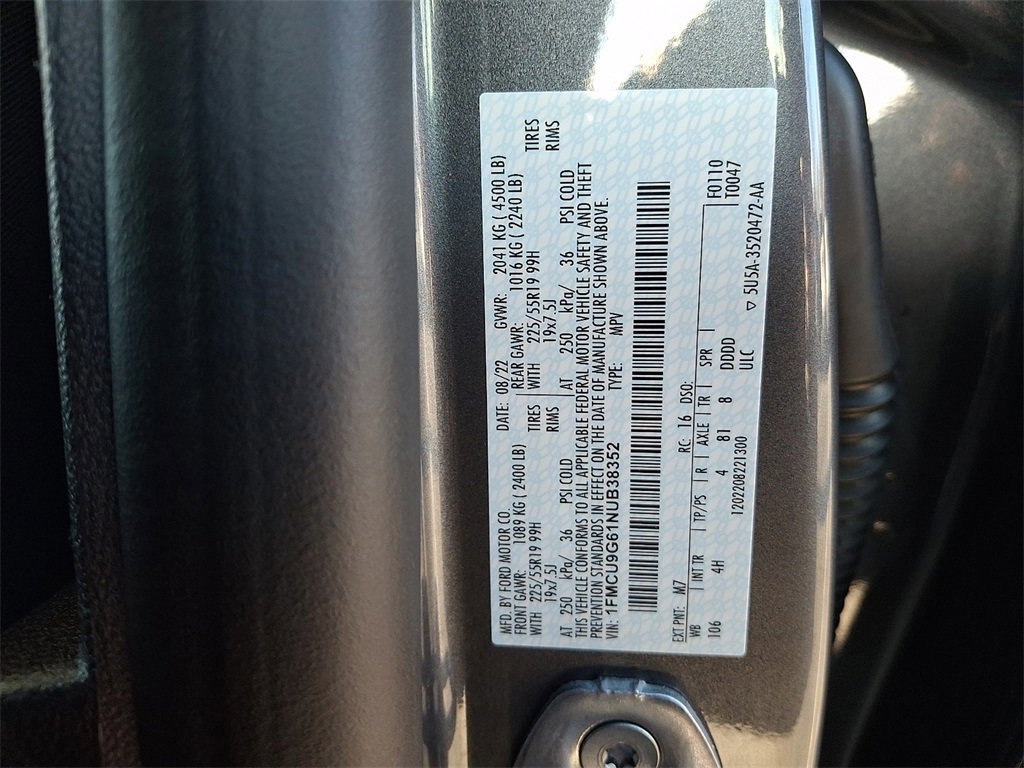 MFD. BY FORD MOTOR CO. DATE: 08/22 GVWR: 2041 KG ( 4500 LB)
FRONT GAWR: 1089 KG ( 2400 LB) REAR GAWR: 1016 KG ( 2240 LB)
WITH 225/55R19 99H TIRES WITH 225/55R19 99H TIRES
19x7.5J RIMS 19x7.5J RIMS
AT 250 kPa/ 36 PSI COLD AT 250 kPa/ 36 PSI COLD
THIS VEHICLE CONFORMS TO ALL APPLICABLE FEDERAL MOTOR VEHICLE SAFETY AND THEFT
PREVENTION STANDARDS IN EFFECT ON THE DATE OF MANUFACTURE SHOWN ABOVE.
VIN: 1FMCU9G61NUB38352 TYPE: MPV
EXT PNT: M7 RC: 16 DSO: F0110
WB INT TR TP/PS R AXLE TR SPR T0047
106 4H 4 81 8 DDDD
1202208221300 ULC ▽ 5U5A-3520472-AA